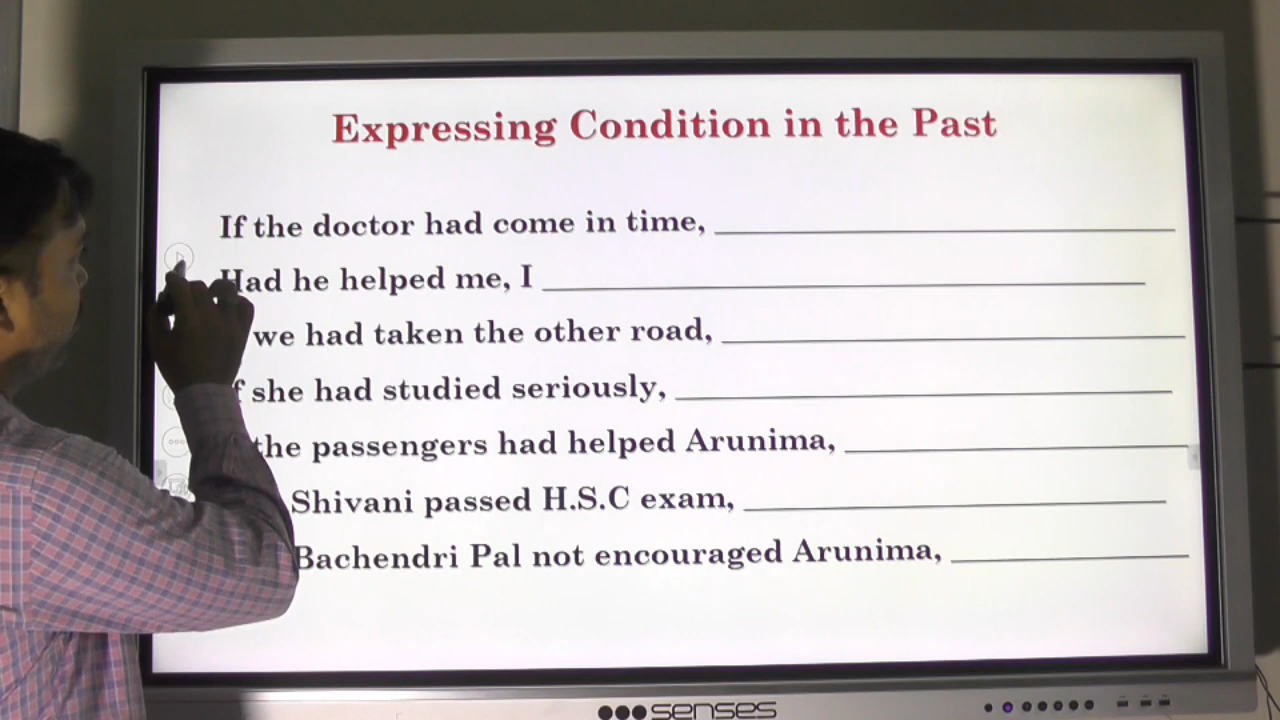 Expressing Condition in the Past
If the doctor had come in time,
Had he helped me, I
we had taken the other road,
she had studied seriously,
the passengers had helped Arunima,
Shivani passed H.S.C exam,
Bachendri Pal not encouraged Arunima,
senses